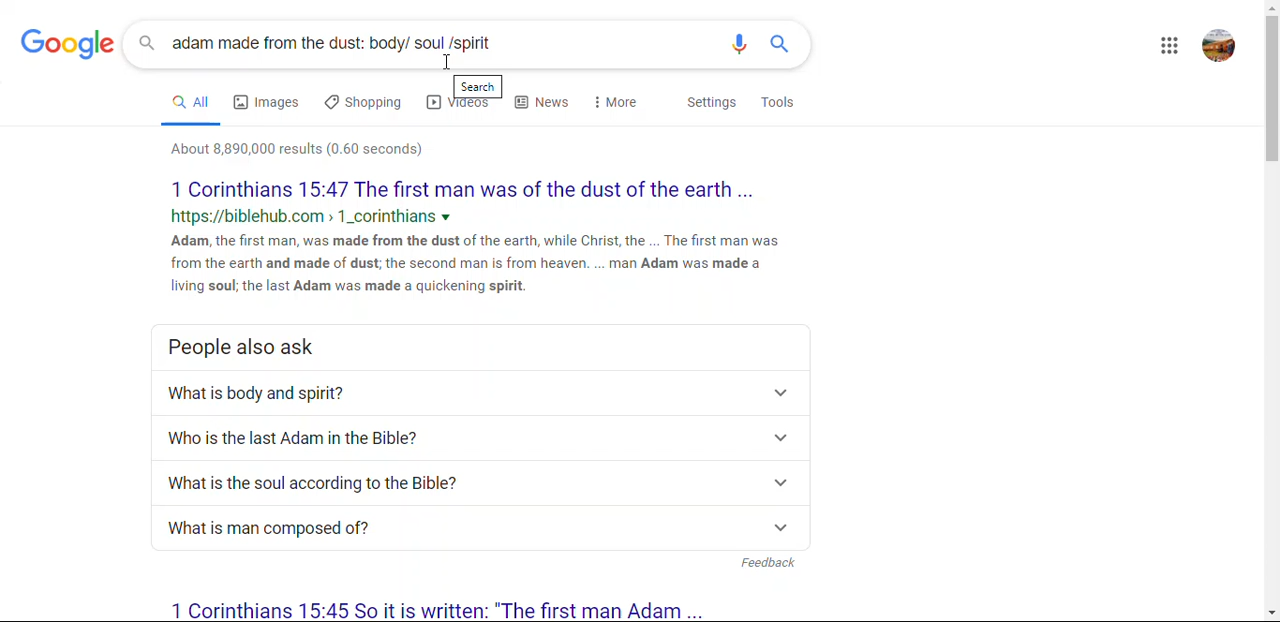 Google
adam made from the dust: body/ soul /spirit
Search
All Images Shopping Videos News More Settings Tools
About 8,890,000 results (0.60 seconds)
1 Corinthians 15:47 The first man was of the dust of the earth ...
https://biblehub.com › 1_corinthians
Adam, the first man, was made from the dust of the earth, while Christ, the ... The first man was
from the earth and made of dust; the second man is from heaven. ... man Adam was made a
living soul; the last Adam was made a quickening spirit.
People also ask
What is body and spirit?
Who is the last Adam in the Bible?
What is the soul according to the Bible?
What is man composed of?
Feedback
1 Corinthians 15:45 So it is written: "The first man Adam ...